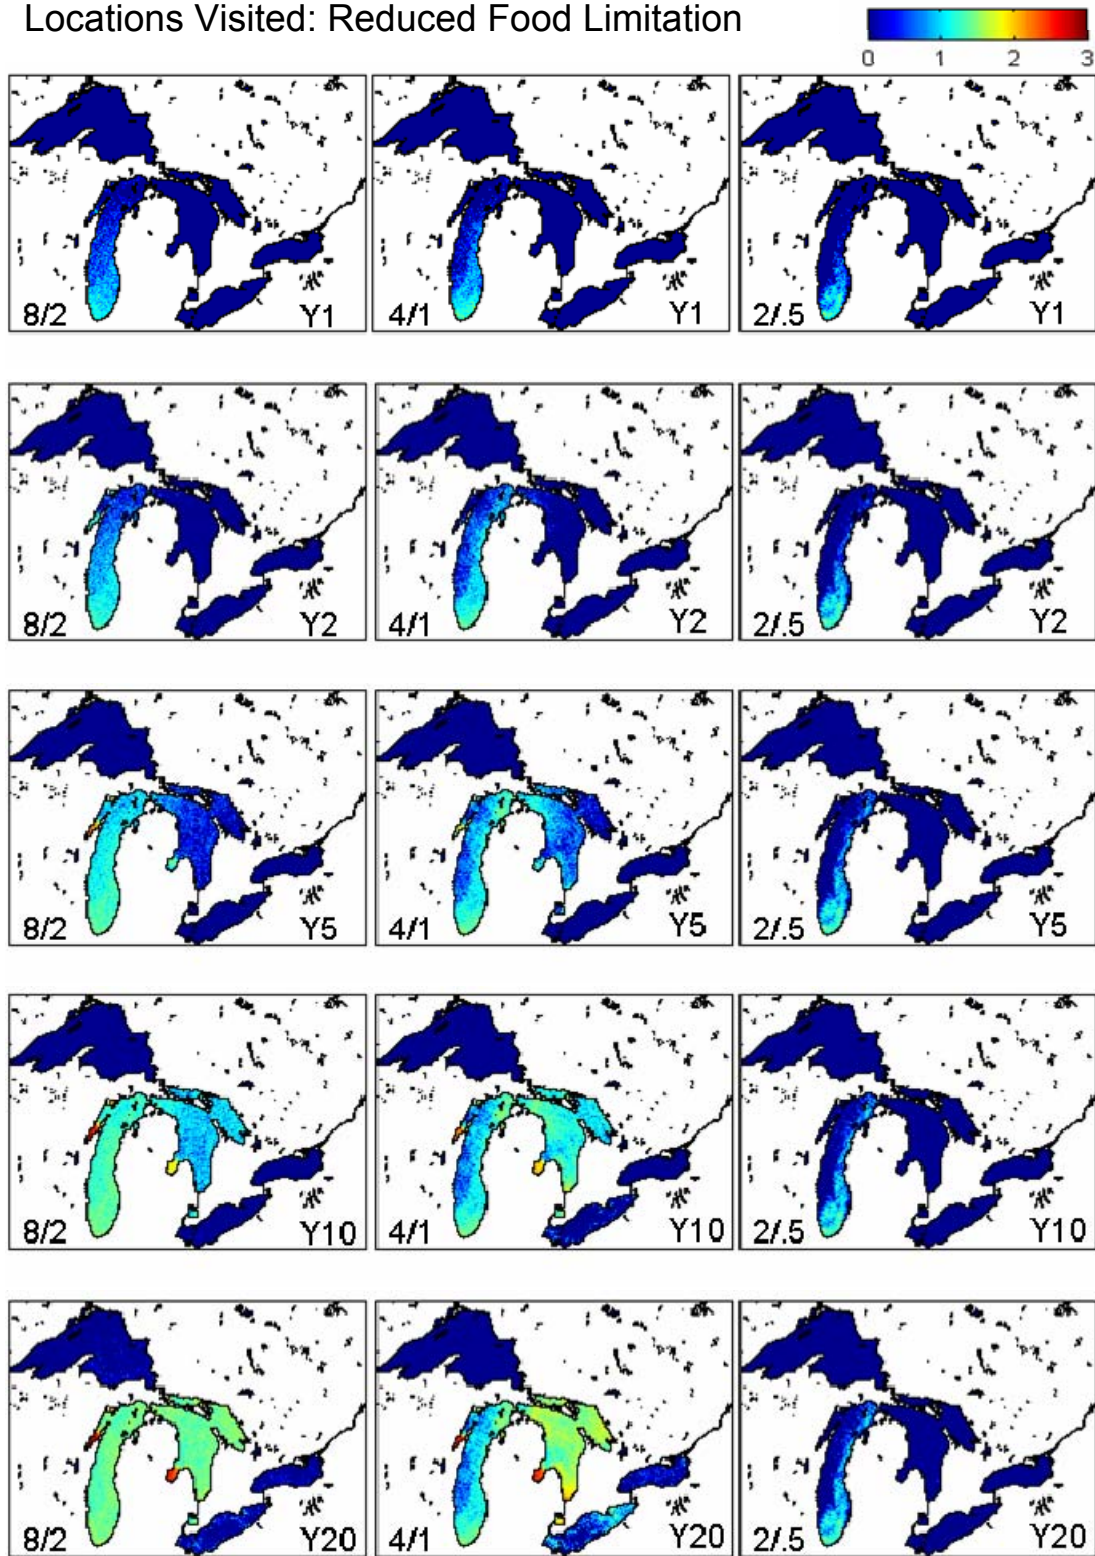 Locations Visited: Reduced Food Limitation
0 1 2 3
8/2 Y1 4/1 Y1 2/.5 Y1
8/2 Y2 4/1 Y2 2/.5 Y2
8/2 Y5 4/1 Y5 2/.5 Y5
8/2 Y10 4/1 Y10 2/.5 Y10
8/2 Y20 4/1 Y20 2/.5 Y20